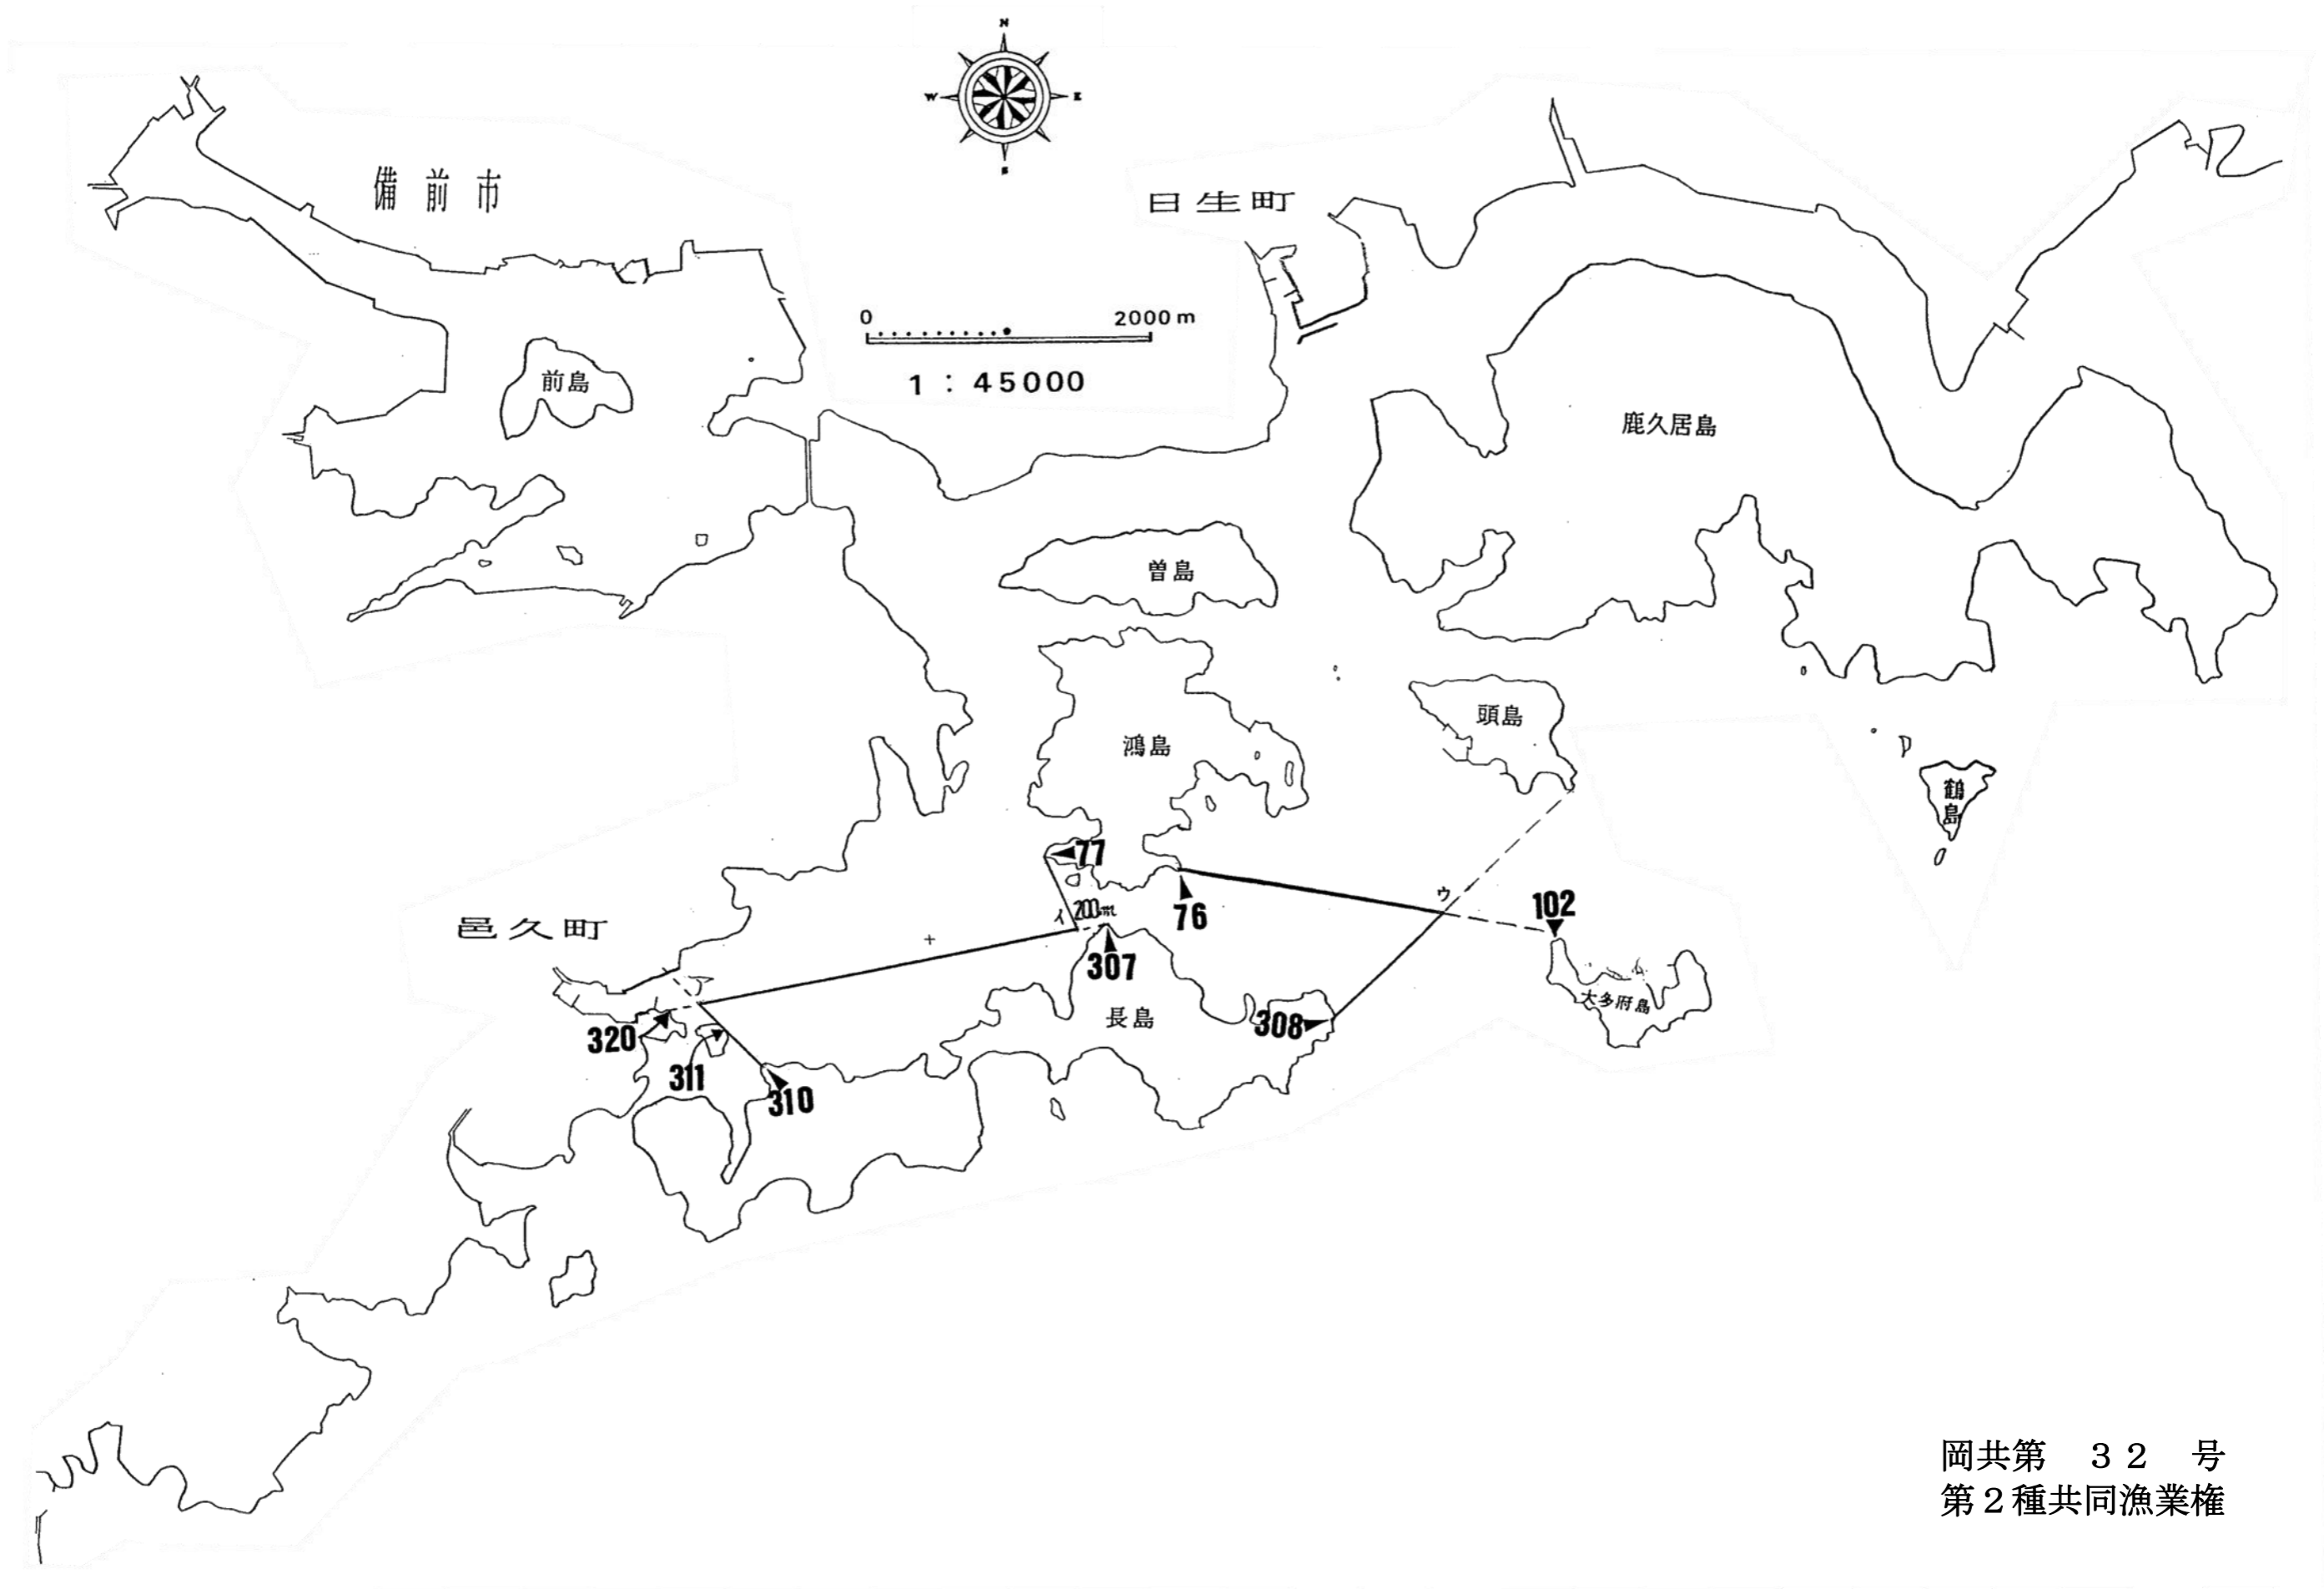 N
W
E
S
備前市
日生町
0 2000m
1 : 45000
前島
鹿久居島
曽島
頭島
鴻島
鶴島
77
ウ
102
邑久町
イ 200m
76
307
大多府島
長島
308
320
311
310
岡共第 32 号
第2種共同漁業権